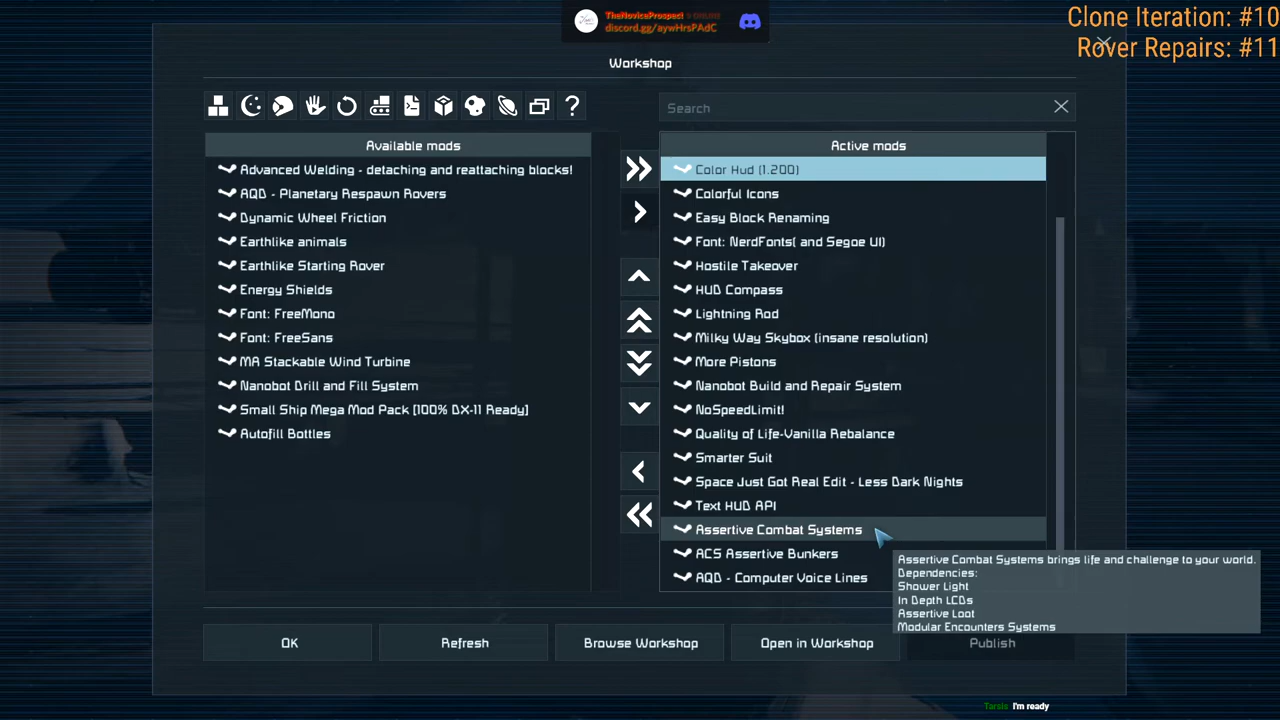 TheNoviceProspect 3 ONLINE
discord.gg/aywHrsPAdC
Clone Iteration: #10
Rover Repairs: #11
Workshop
?
Search
Available mods
Advanced Welding - detaching and reattaching blocks!
AQD - Planetary Respawn Rovers
Dynamic Wheel Friction
Earthlike animals
Earthlike Starting Rover
Energy Shields
Font: FreeMono
Font: FreeSans
MA Stackable Wind Turbine
Nanobot Drill and Fill System
Small Ship Mega Mod Pack [100% DX-11 Ready]
Autofill Bottles
Active mods
Color Hud (1.200)
Colorful Icons
Easy Block Renaming
Font: NerdFonts( and Segoe UI)
Hostile Takeover
HUD Compass
Lightning Rod
Milky Way Skybox (insane resolution)
More Pistons
Nanobot Build and Repair System
NoSpeedLimit!
Quality of Life-Vanilla Rebalance
Smarter Suit
Space Just Got Real Edit - Less Dark Nights
Text HUD API
Assertive Combat Systems
ACS Assertive Bunkers
AQD - Computer Voice Lines
Assertive Combat Systems brings life and challenge to your world.
Dependencies:
Shower Light
In Depth LCDs
Assertive Loot
Modular Encounters Systems
OK
Refresh
Browse Workshop
Open in Workshop
Publish
Tarsis I'm ready